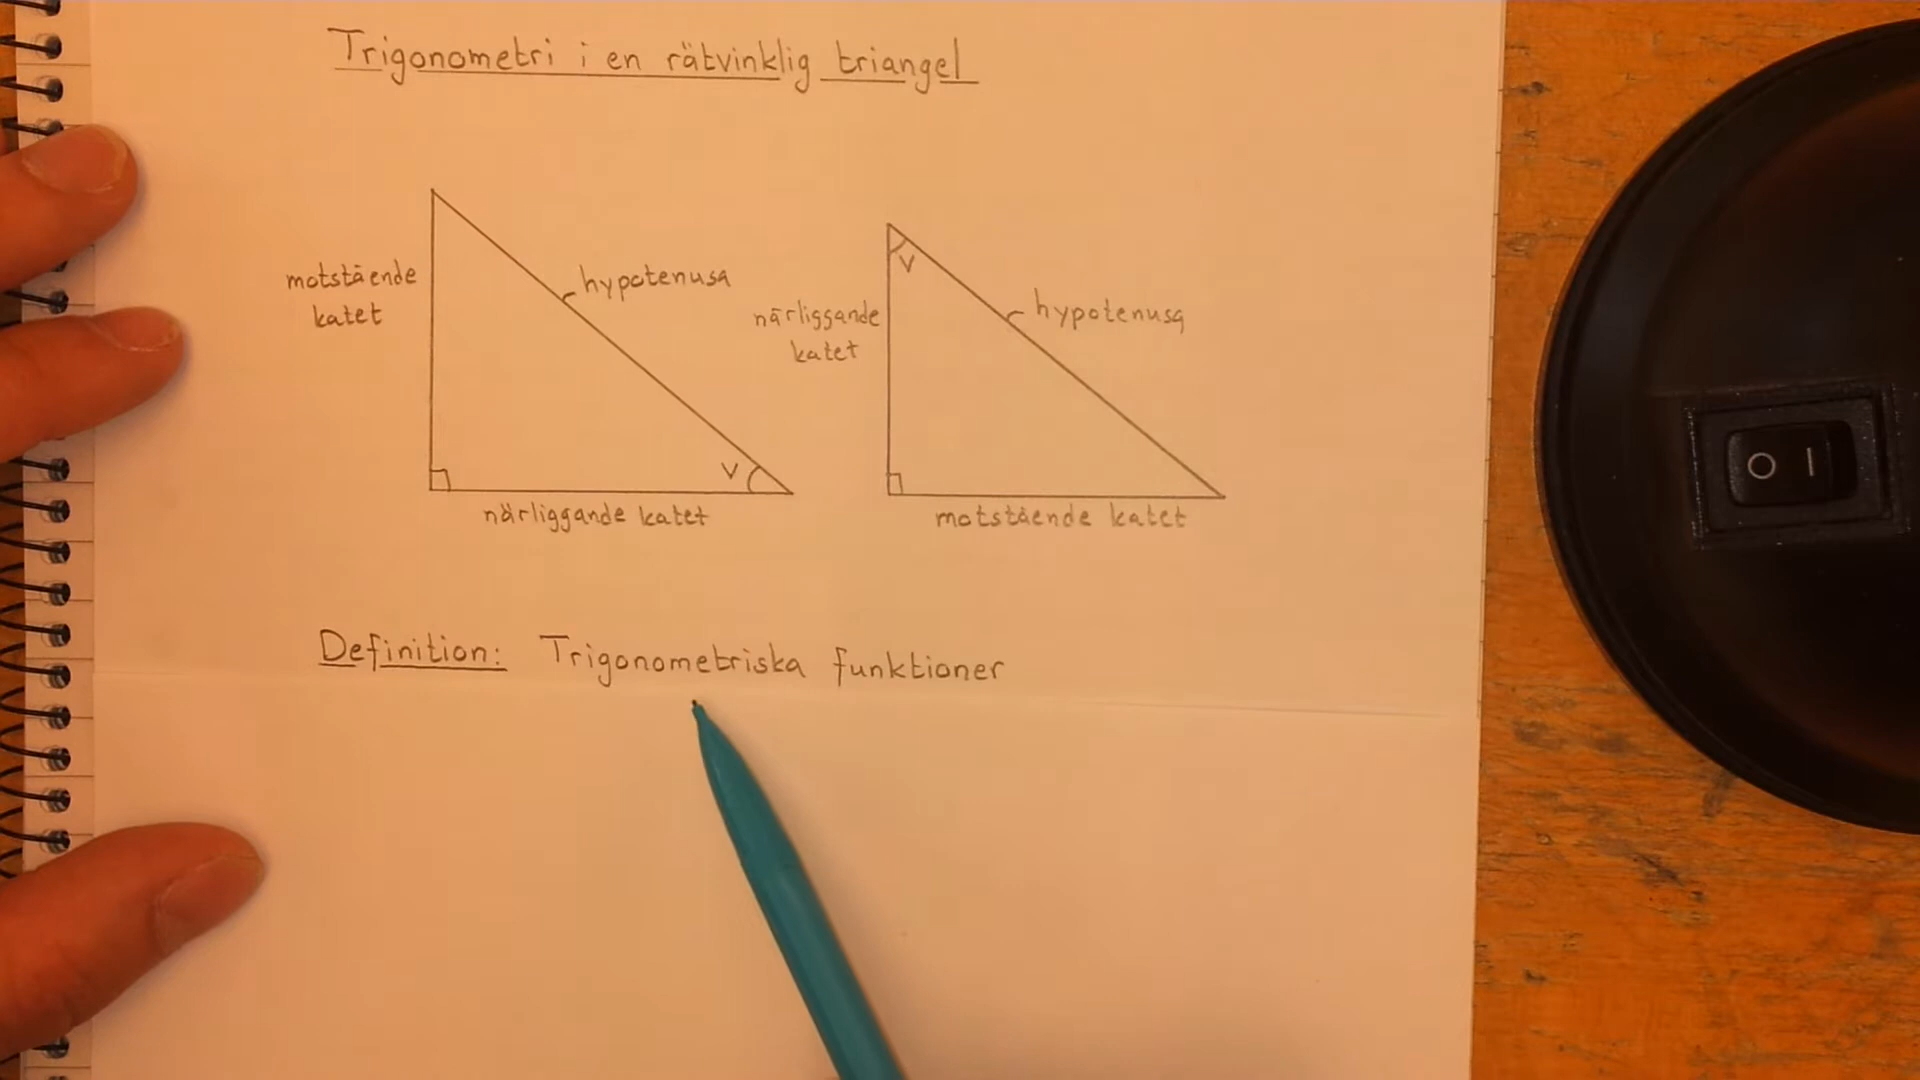 Trigonometri i en rätvinklig triangel
motstående
katet
hypotenusa
v
närliggande katet
v
närliggande
katet
hypotenusa
motstående katet
Definition: Trigonometriska funktioner
O I